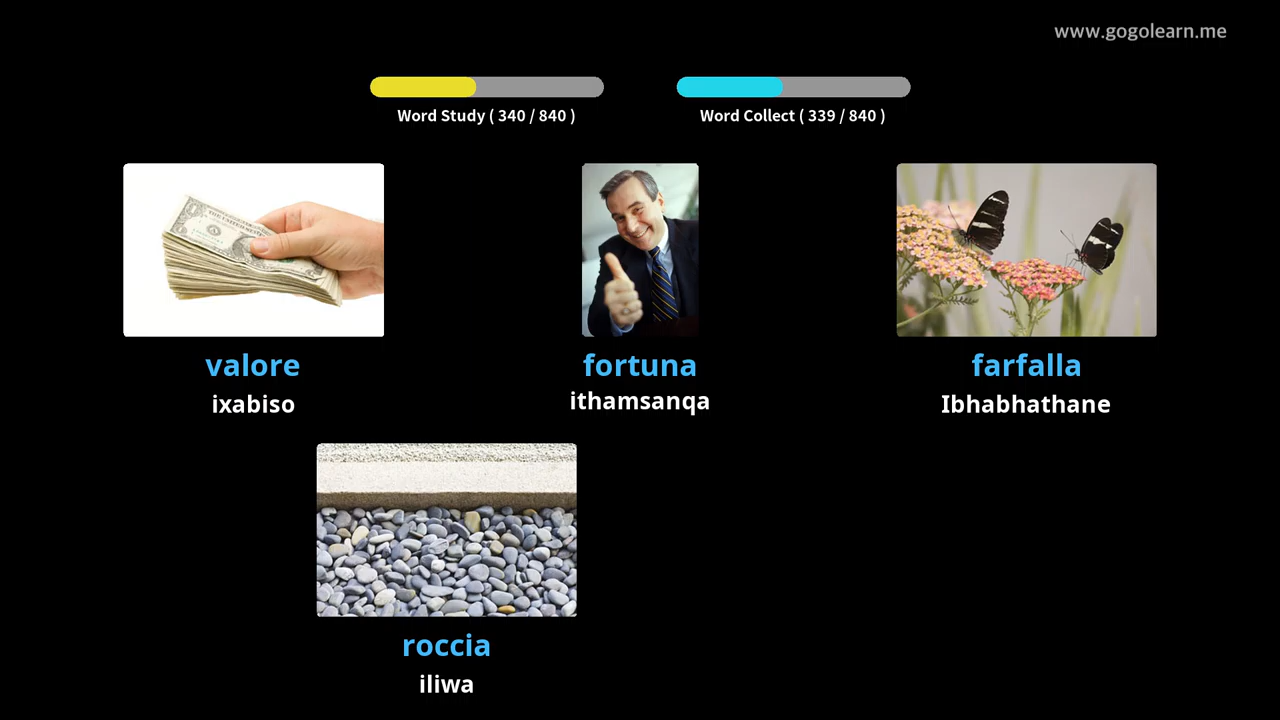 www.gogolearn.me
Word Study ( 340 / 840 )
Word Collect ( 339 / 840 )
valore
ixabiso
fortuna
ithamsanqa
farfalla
Ibhabhathane
roccia
iliwa